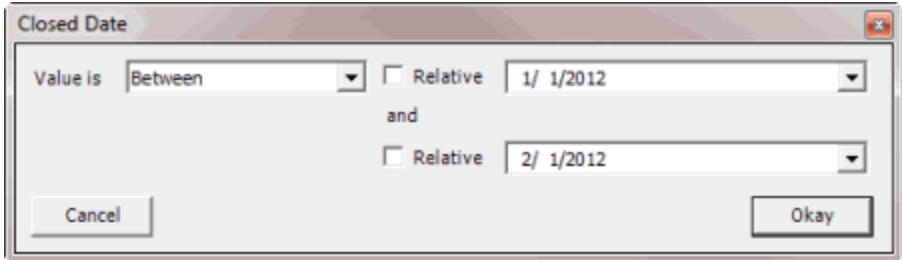 Closed Date
Value is Between Relative 1/ 1/2012
and
Relative 2/ 1/2012
Cancel Okay